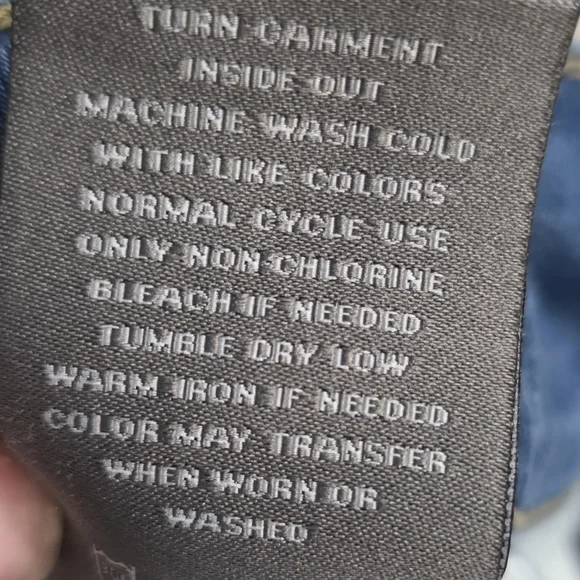 TURN GARMENT
INSIDE OUT
MACHINE WASH COLD
WITH LIKE COLORS
NORMAL CYCLE USE
ONLY NON-CHLORINE
BLEACH IF NEEDED
TUMBLE DRY LOW
WARM IRON IF NEEDED
COLOR MAY TRANSFER
WHEN WORN OR
WASHED